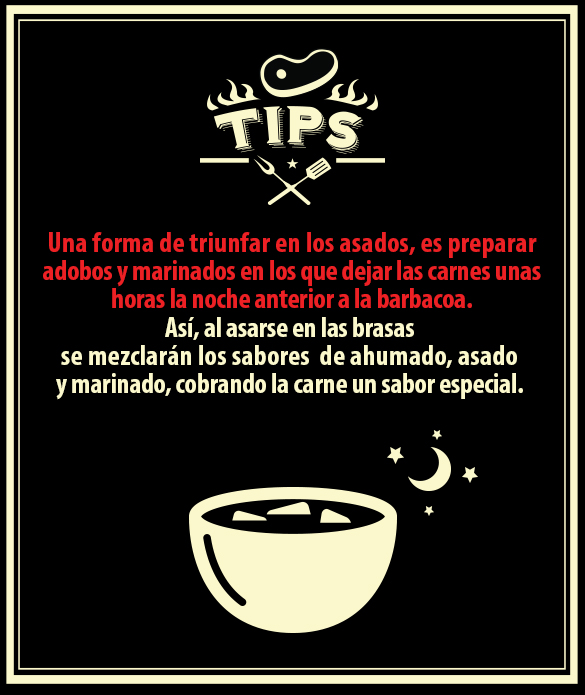 TIPS
Una forma de triunfar en los asados, es preparar
adobos y marinados en los que dejar las carnes unas
horas la noche anterior a la barbacoa.
Así, al asarse en las brasas
se mezclarán los sabores de ahumado, asado
y marinado, cobrando la carne un sabor especial.